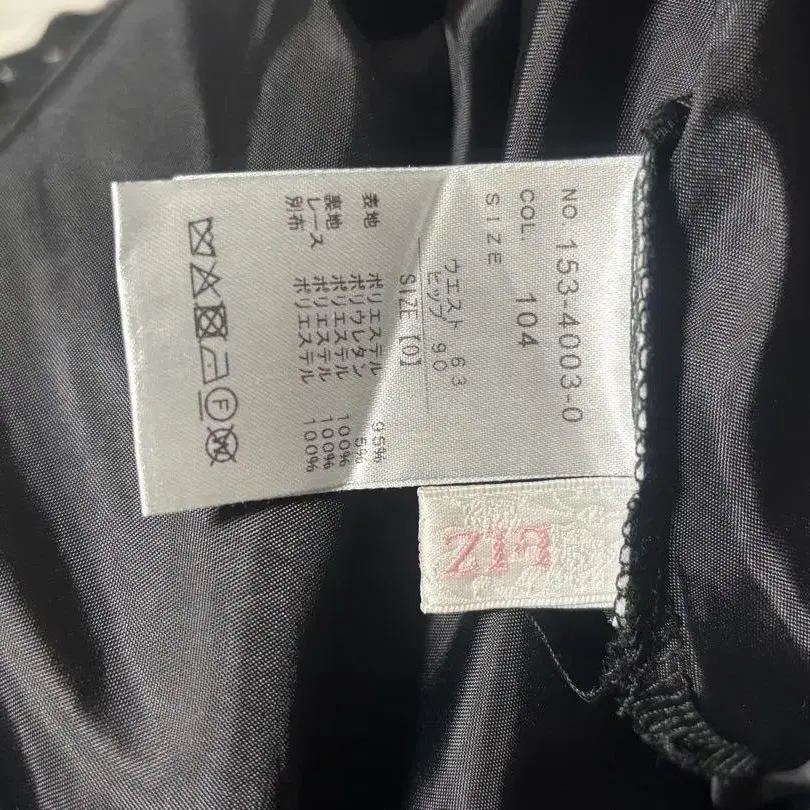 NO. 153-4003-0
COL. 104
SIZE
ウエスト 63
ヒップ 90
SIZE【0】
表地 ポリエステル 95%
ポリウレタン 5%
裏地 ポリエステル 100%
レース ポリエステル 100%
別布 ポリエステル 100%
F W
LIZ